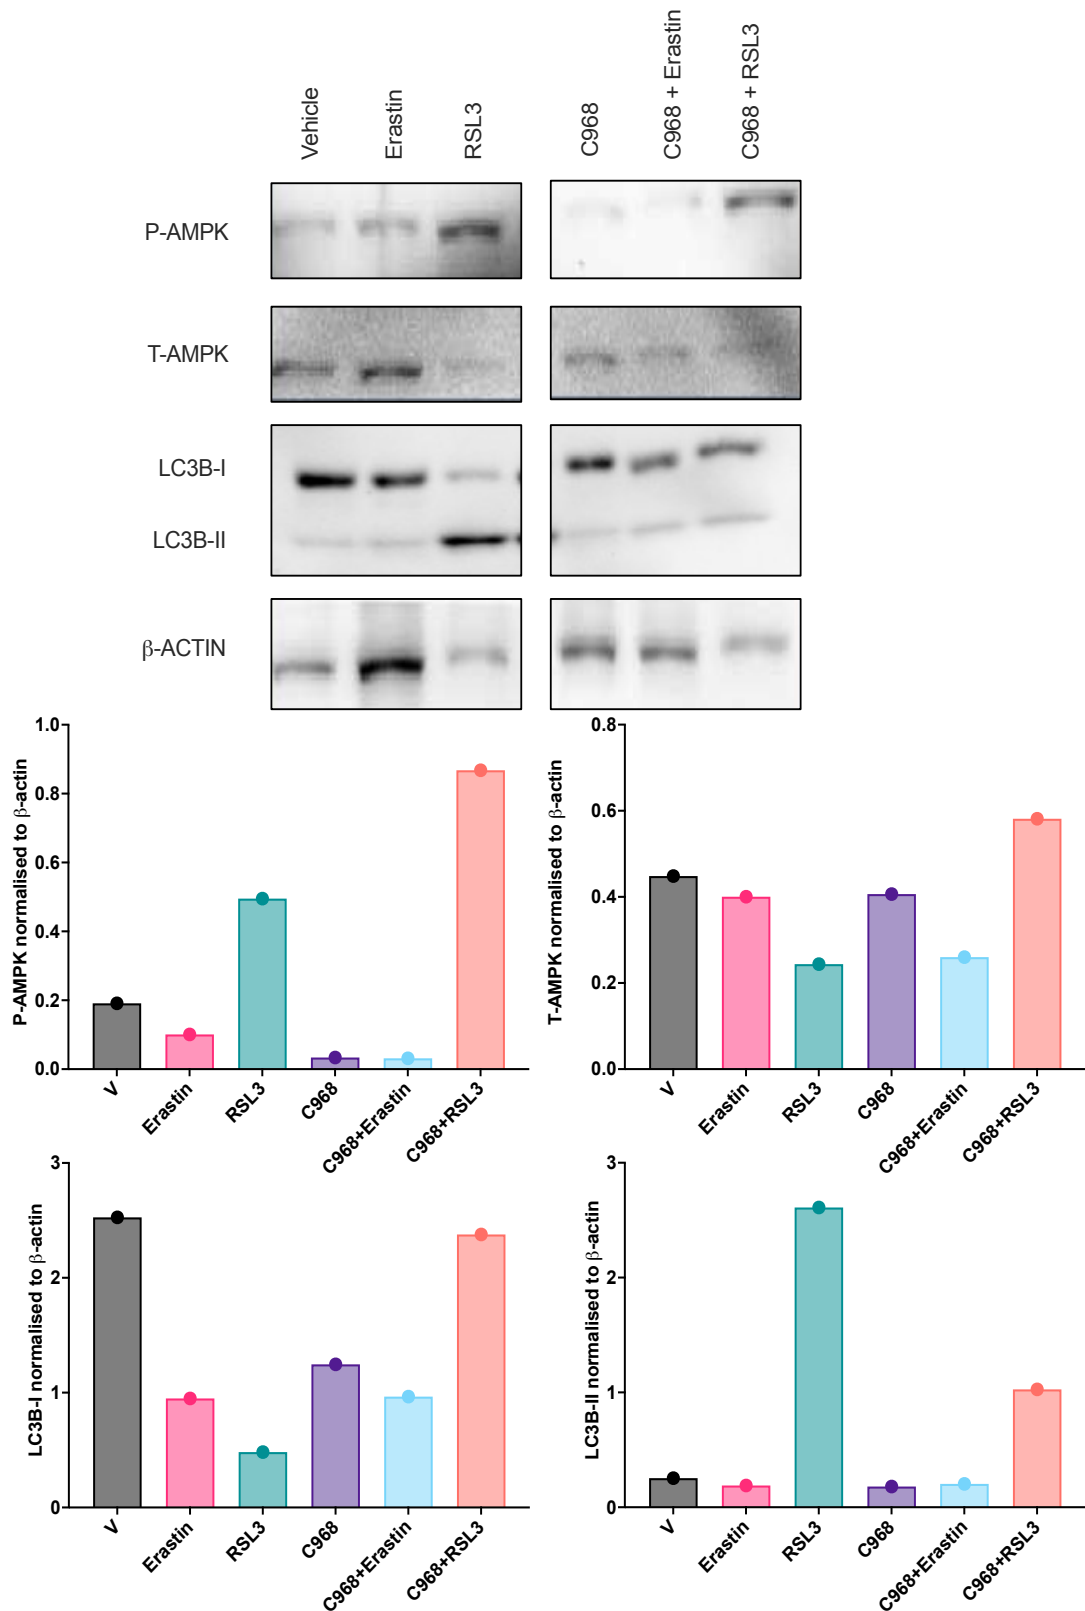 Vehicle
Erastin
RSL3
C968
C968 + Erastin
C968 + RSL3
P-AMPK
T-AMPK
LC3B-I
LC3B-II
β-ACTIN
P-AMPK normalised to β-actin
1.0
0.8
0.6
0.4
0.2
0.0
V
Erastin
RSL3
C968
C968+Erastin
C968+RSL3
T-AMPK normalised to β-actin
0.8
0.6
0.4
0.2
0.0
V
Erastin
RSL3
C968
C968+Erastin
C968+RSL3
LC3B-I normalised to β-actin
3
2
1
0
V
Erastin
RSL3
C968
C968+Erastin
C968+RSL3
LC3B-II normalised to β-actin
3
2
1
0
V
Erastin
RSL3
C968
C968+Erastin
C968+RSL3